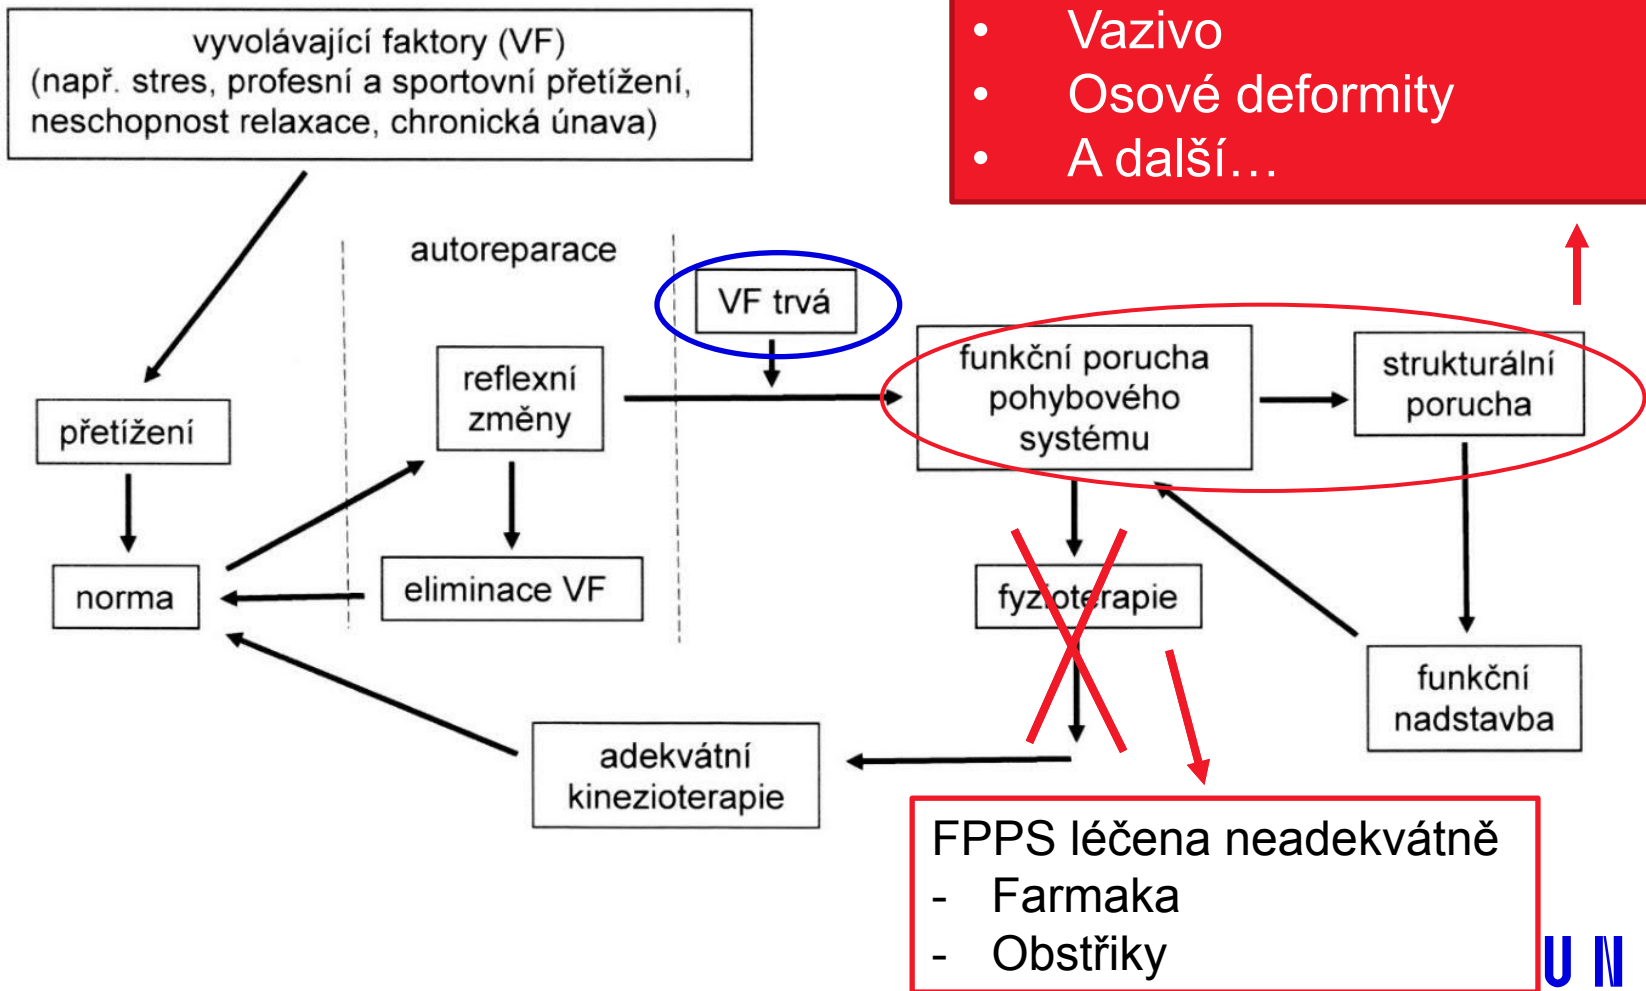 vyvolávající faktory (VF)
(např. stres, profesní a sportovní přetížení,
neschopnost relaxace, chronická únava)
• Vazivo
• Osové deformity
• A další…
autoreparace
VF trvá
přetížení
reflexní
změny
funkční porucha
pohybového
systému
strukturální
porucha
norma
eliminace VF
fyzioterapie
funkční
nadstavba
adekvátní
kinezioterapie
FPPS léčena neadekvátně
- Farmaka
- Obstřiky
U N